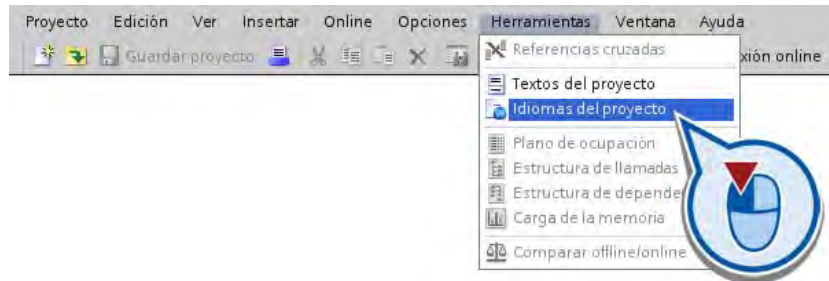 Proyecto Edición Ver Insertar Online Opciones Herramientas Ventana Ayuda
Guardar proyecto
xión online
Referencias cruzadas
Textos del proyecto
Idiomas del proyecto
Plano de ocupación
Estructura de llamadas
Estructura de depende
Carga de la memoria
Comparar offline/online